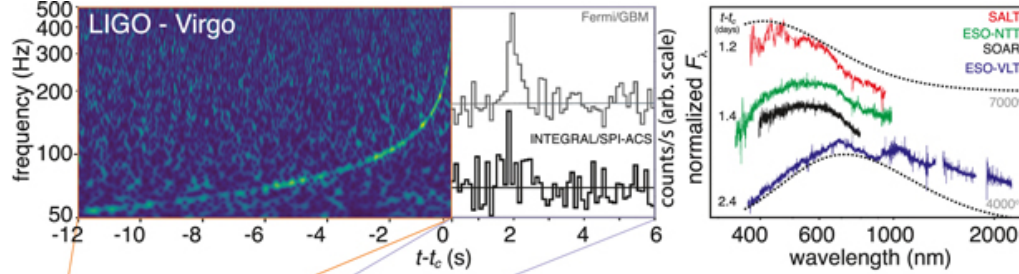 LIGO - Virgo
frequency (Hz)
500
400
300
200
100
50
-12
-10
-8
-6
-4
-2
0
2
4
6
t-tc (s)
Fermi/GBM
INTEGRAL/SPI-ACS
counts/s (arb. scale)
normalized Fλ
t-tc
(days)
1.2
1.4
2.4
SALT
ESO-NTT
SOAR
ESO-VLT
7000°
4000°
400
600
1000
2000
wavelength (nm)